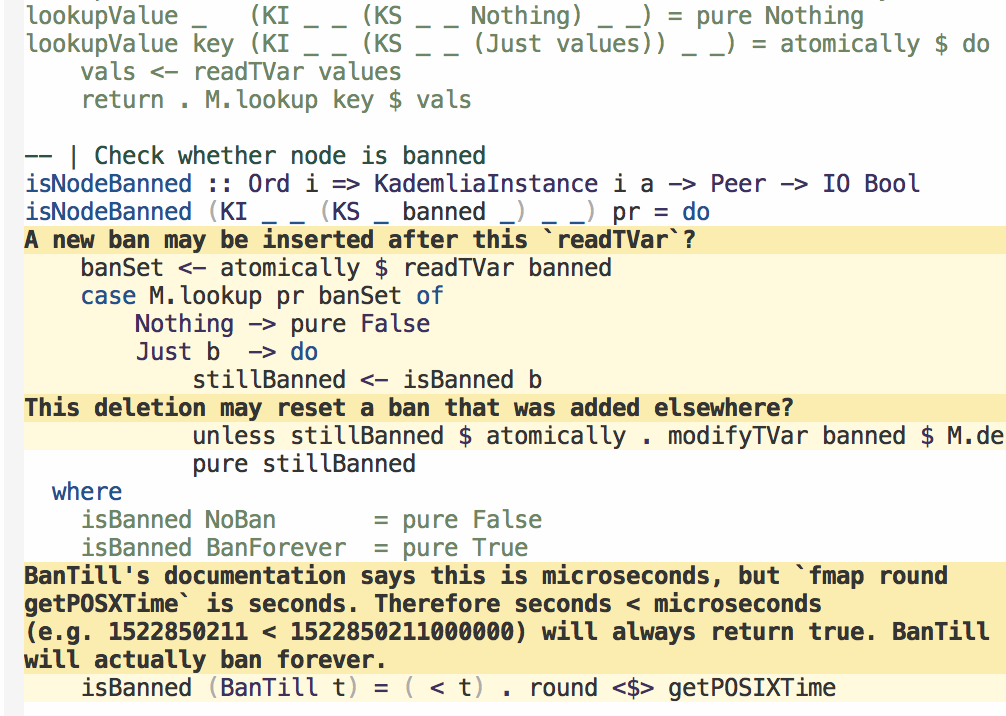 lookupValue _   (KI _ _ (KS _ _ Nothing) _ _) = pure Nothing
lookupValue key (KI _ _ (KS _ _ (Just values)) _ _) = atomically $ do
    vals <- readTVar values
    return . M.lookup key $ vals

-- | Check whether node is banned
isNodeBanned :: Ord i => KademliaInstance i a -> Peer -> IO Bool
isNodeBanned (KI _ _ (KS _ banned _) _ _) pr = do
A new ban may be inserted after this `readTVar`?
    banSet <- atomically $ readTVar banned
    case M.lookup pr banSet of
        Nothing -> pure False
        Just b  -> do
            stillBanned <- isBanned b
This deletion may reset a ban that was added elsewhere?
            unless stillBanned $ atomically . modifyTVar banned $ M.de
            pure stillBanned
  where
    isBanned NoBan       = pure False
    isBanned BanForever  = pure True
BanTill's documentation says this is microseconds, but `fmap round
getPOSXTime` is seconds. Therefore seconds < microseconds
(e.g. 1522850211 < 1522850211000000) will always return true. BanTill
will actually ban forever.
    isBanned (BanTill t) = ( < t) . round <$> getPOSIXTime